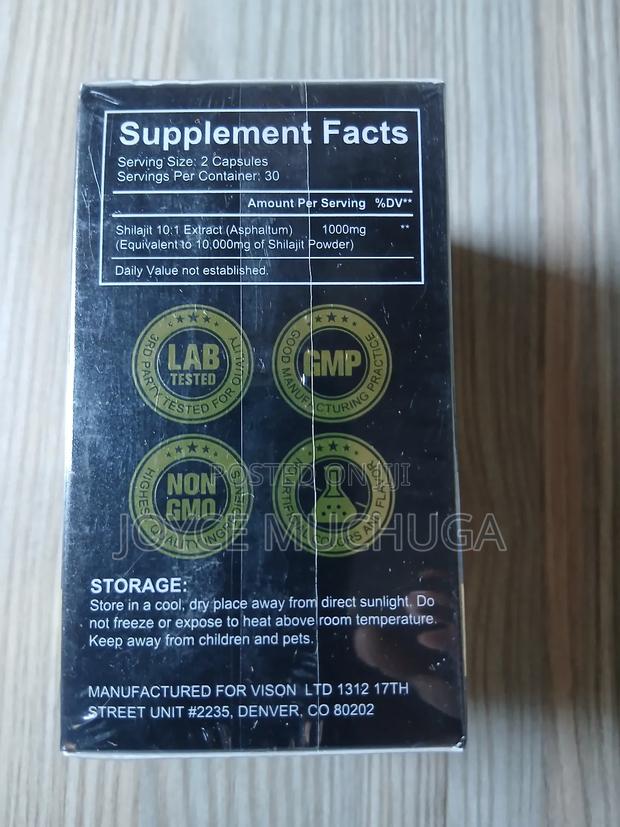 Supplement Facts
Serving Size: 2 Capsules
Servings Per Container: 30
Amount Per Serving %DV**
Shilajit 10:1 Extract (Asphaltum) 1000mg **
(Equivalent to 10,000mg of Shilajit Powder)
Daily Value not established.
3RD PARTY TESTED FOR QUALITY
LAB
TESTED
GOOD MANUFACTURING PRACTICE
GMP
HIGHEST QUALITY INGREDIENTS
NON
GMO
AND
POSTED ON JIJI
JOYCE MUCHUGA
STORAGE:
Store in a cool, dry place away from direct sunlight. Do
not freeze or expose to heat above room temperature.
Keep away from children and pets.
MANUFACTURED FOR VISON LTD 1312 17TH
STREET UNIT #2235, DENVER, CO 80202